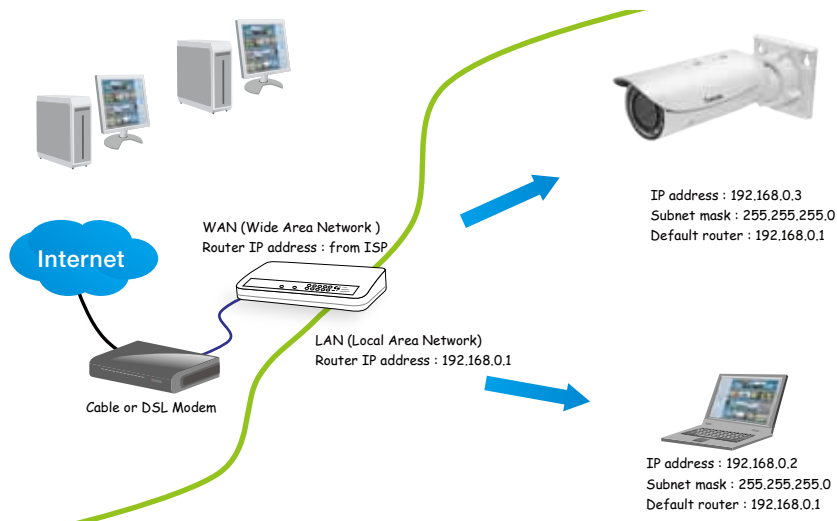 WAN (Wide Area Network )
Router IP address : from ISP
Internet
LAN (Local Area Network)
Router IP address : 192.168.0.1
Cable or DSL Modem
IP address : 192.168.0.3
Subnet mask : 255.255.255.0
Default router : 192.168.0.1
IP address : 192.168.0.2
Subnet mask : 255.255.255.0
Default router : 192.168.0.1